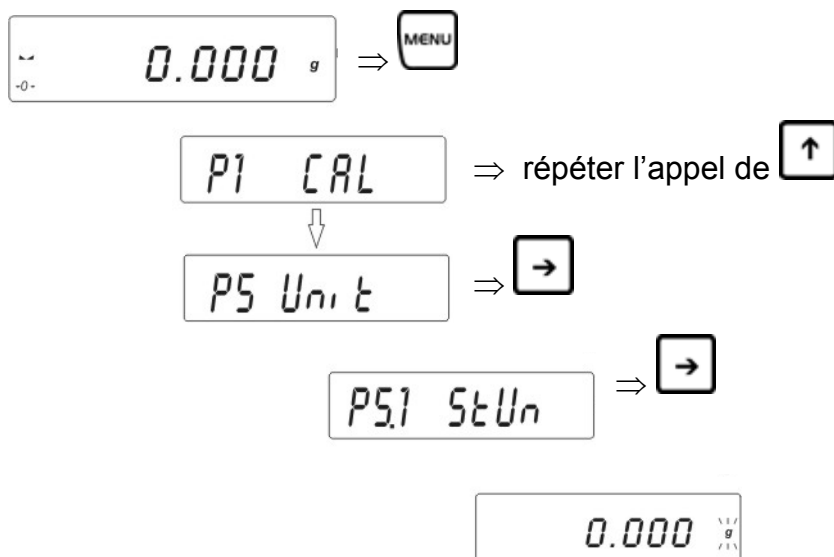 -0- 0.000 g ⇒ MENU
P1 CAL ⇒ répéter l’appel de ↑
P5 Unit ⇒ →
P5.1 StUn ⇒ →
0.000 g